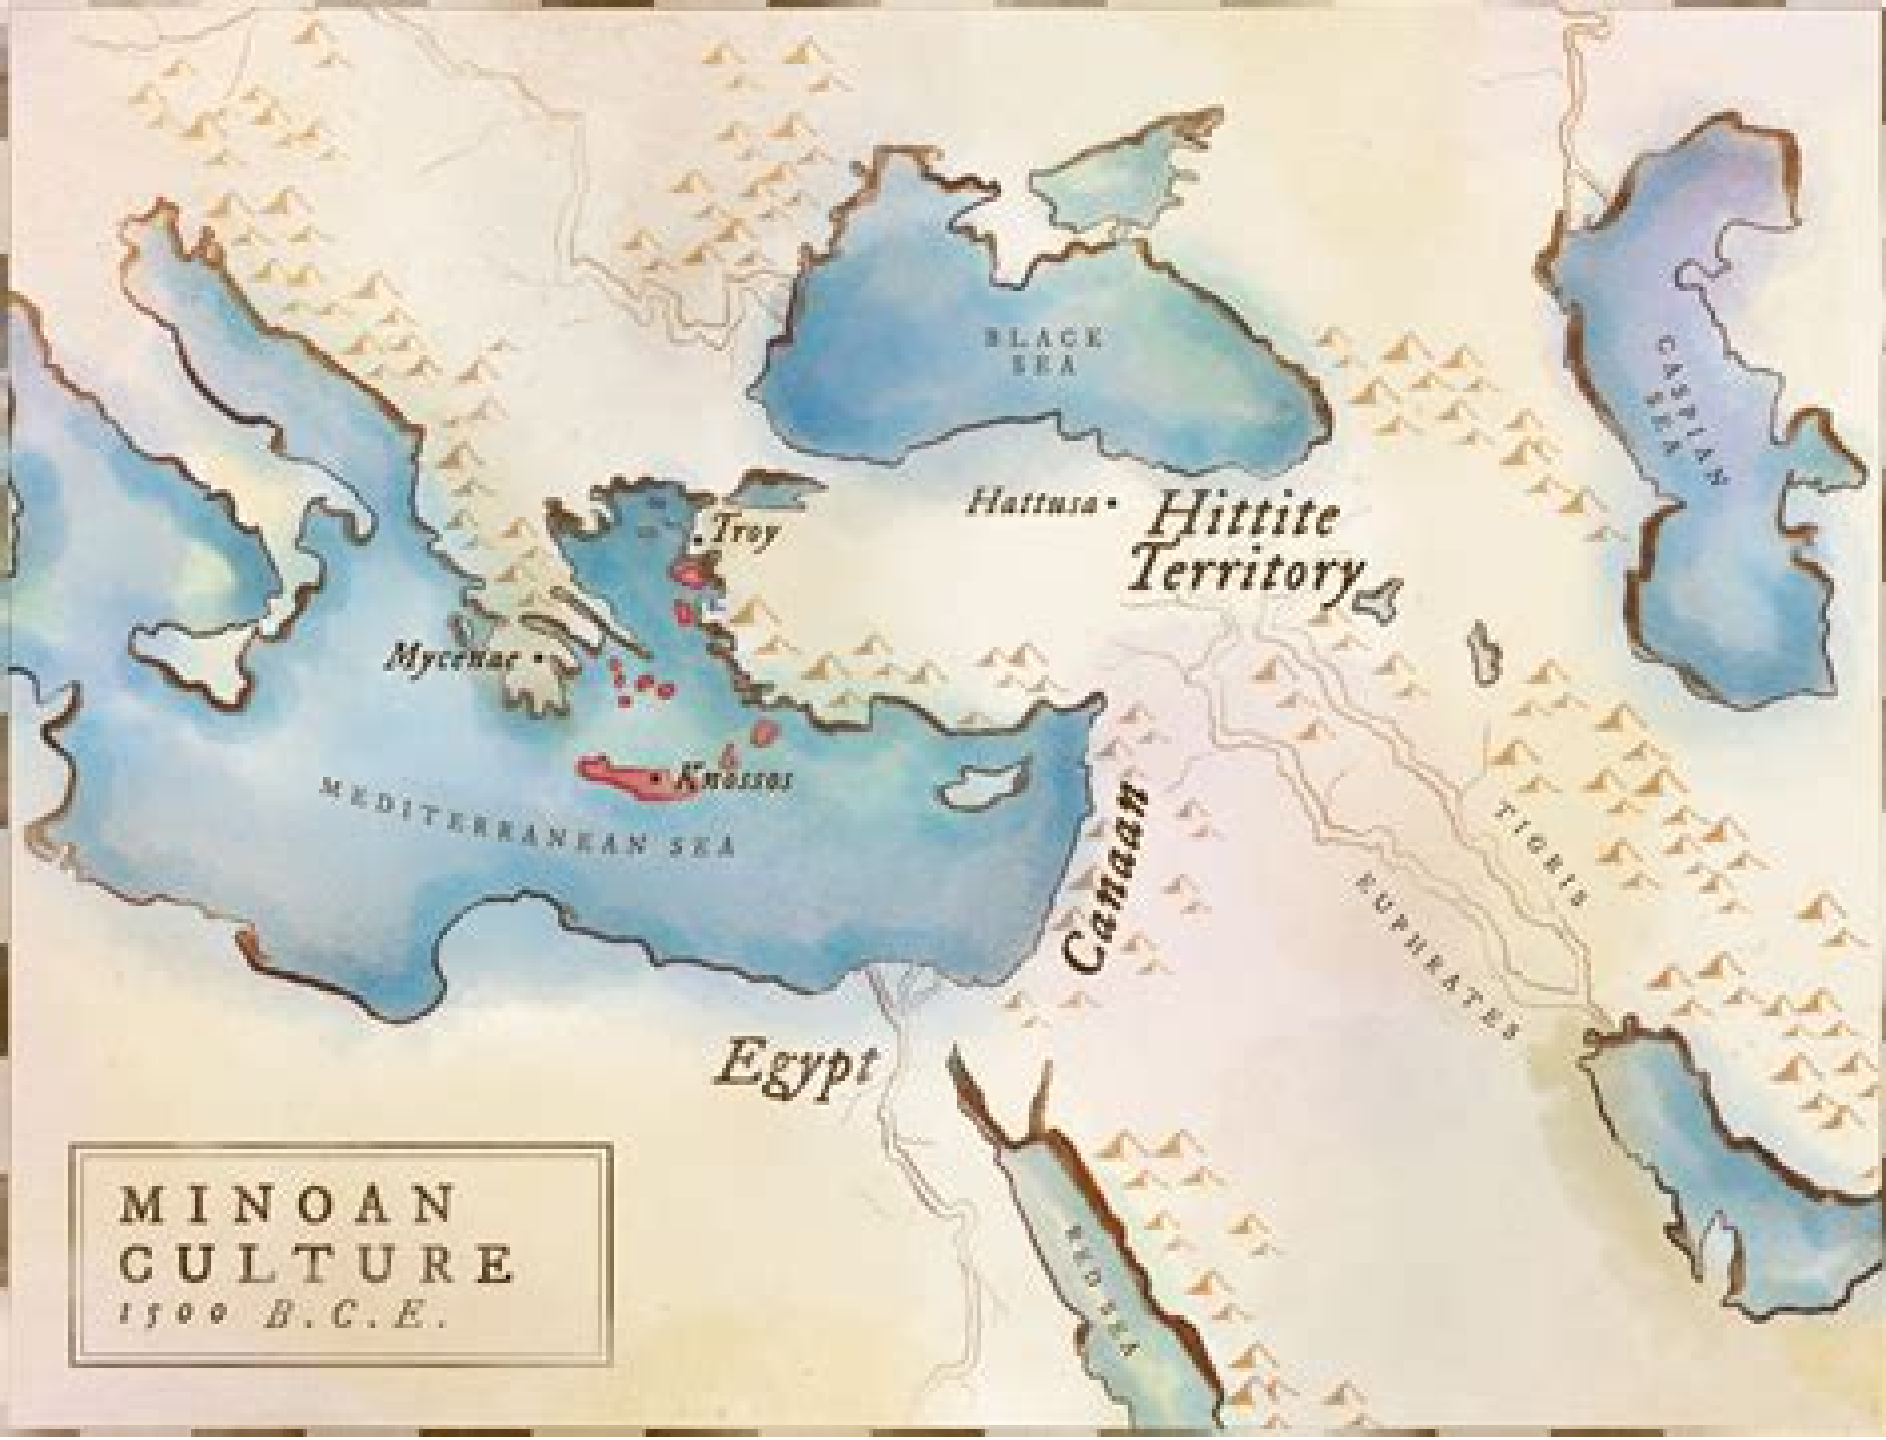 BLACK
SEA
CASPIAN
SEA
Hattusa
Hittite
Territory
Troy
Mycenae
Knossos
MEDITERRANEAN SEA
Canaan
TIGRIS
EUPHRATES
Egypt
RED SEA
MINOAN
CULTURE
1500 B.C.E.